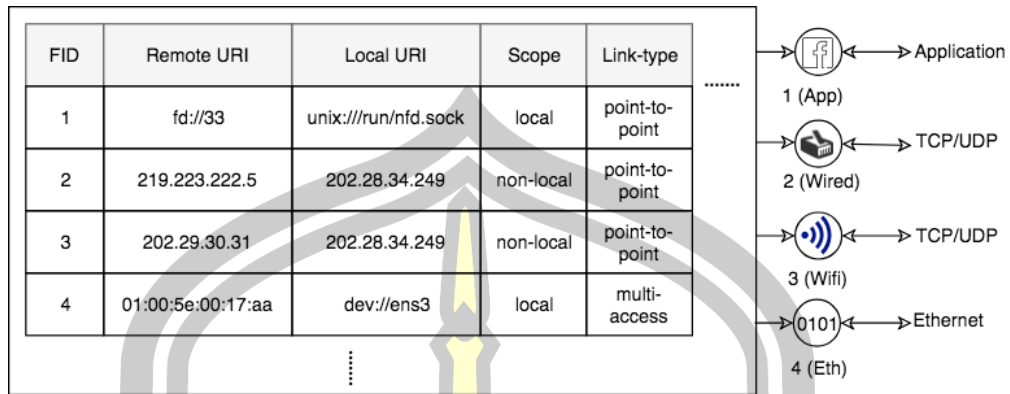 FID Remote URI Local URI Scope Link-type
1 fd://33 unix:///run/nfd.sock local point-to-
point
2 219.223.222.5 202.28.34.249 non-local point-to-
point
3 202.29.30.31 202.28.34.249 non-local point-to-
point
4 01:00:5e:00:17:aa dev://ens3 local multi-
access
f
Application
1 (App)
TCP/UDP
2 (Wired)
TCP/UDP
3 (Wifi)
0101
Ethernet
4 (Eth)